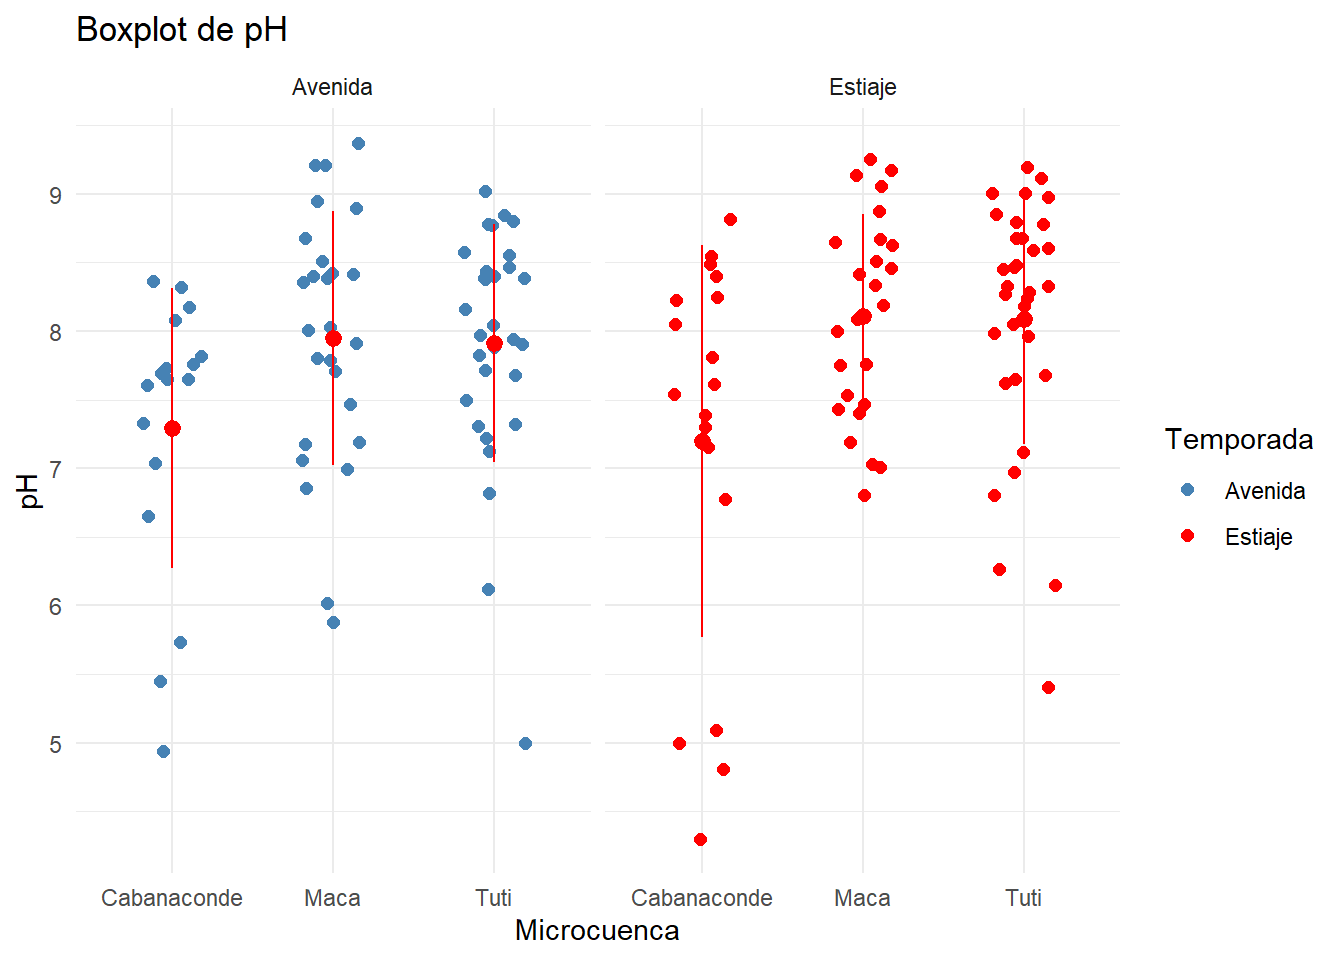 Boxplot de pH
Avenida
Estiaje
9
8
7
6
5
pH
Cabanaconde
Maca
Tuti
Cabanaconde
Maca
Tuti
Microcuenca
Temporada
Avenida
Estiaje